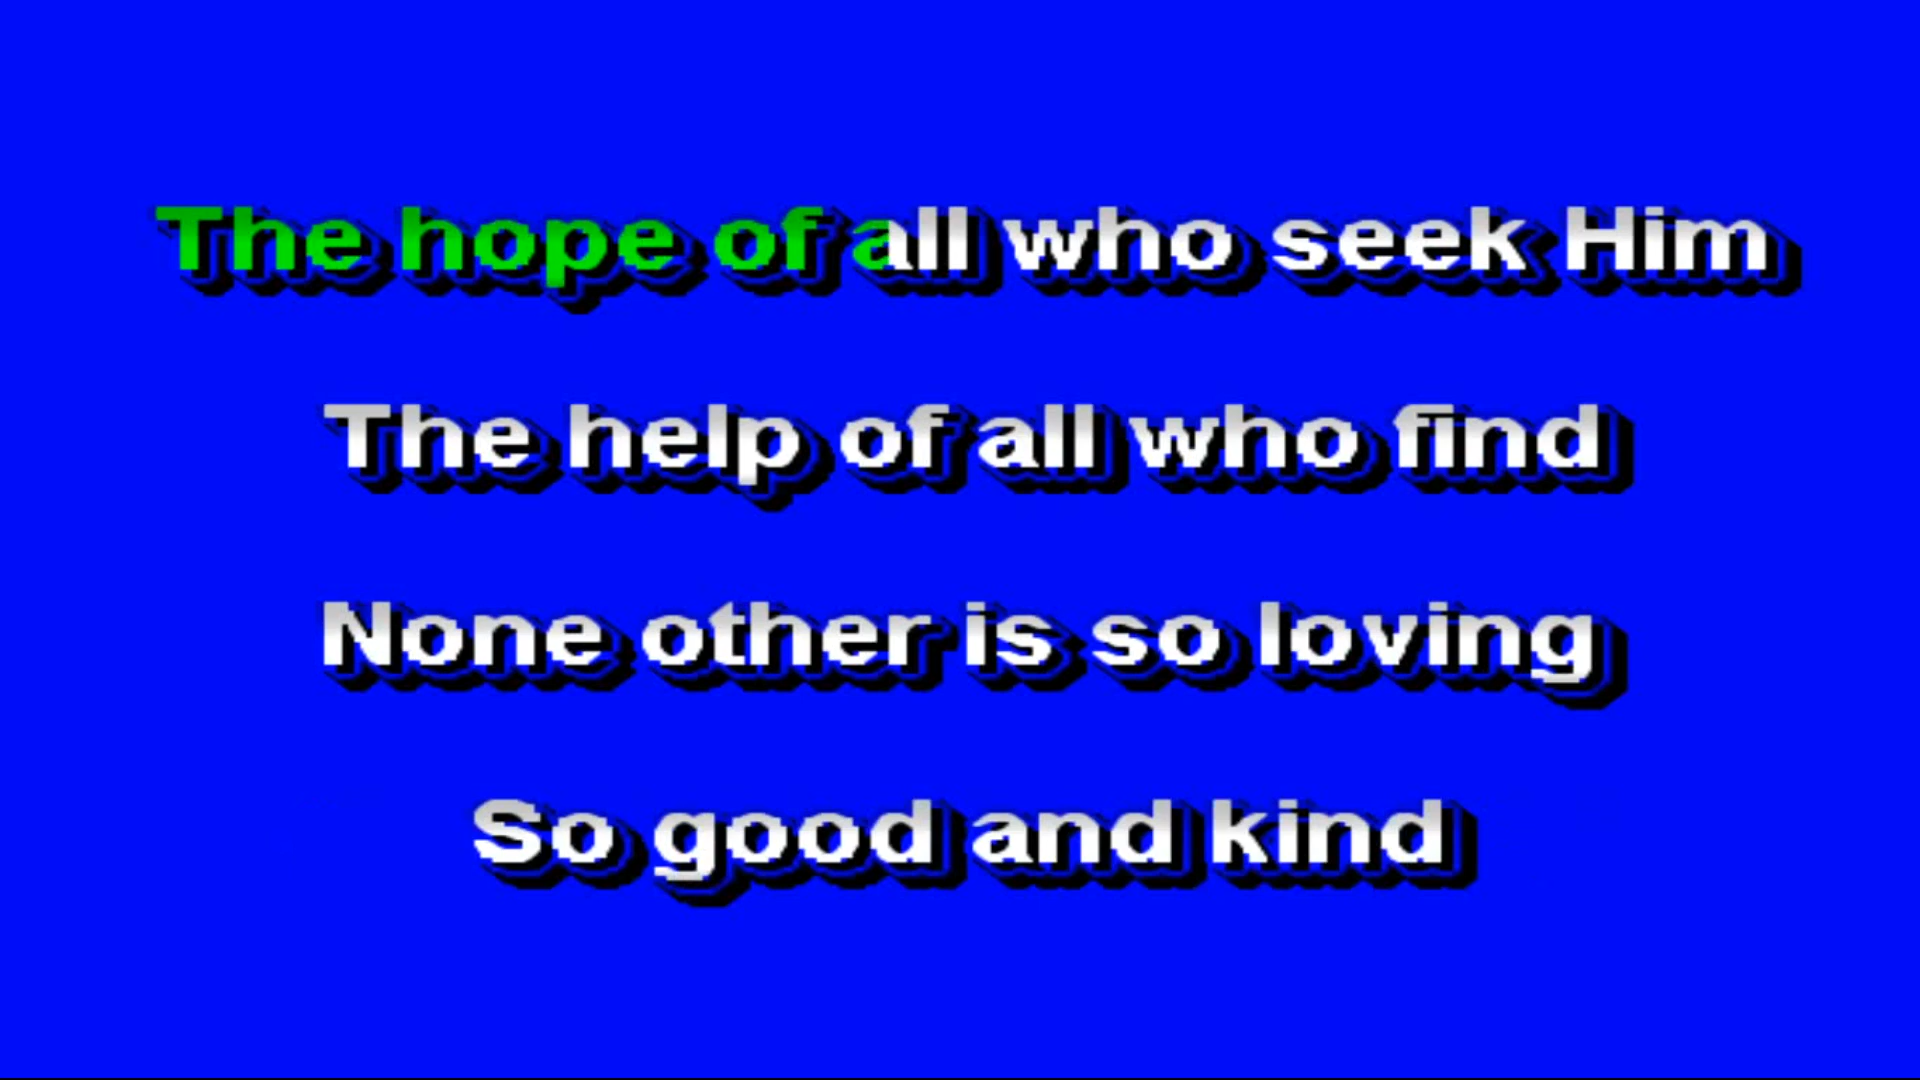 The hope of all who seek Him
The help of all who find
None other is so loving
So good and kind